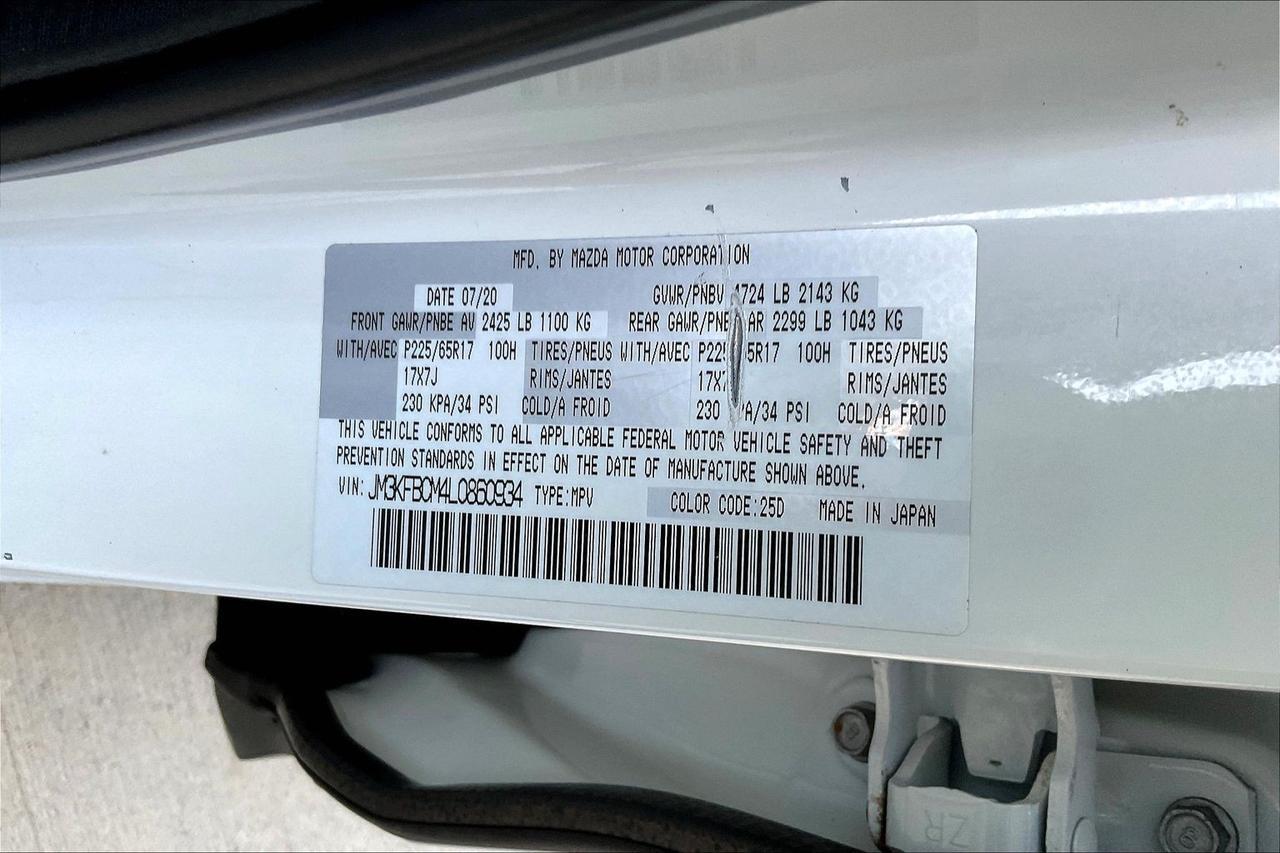 MFD. BY MAZDA MOTOR CORPORATION
DATE 07/20 GVWR/PNBV 4724 LB 2143 KG
FRONT GAWR/PNBE AV 2425 LB 1100 KG REAR GAWR/PNBE AR 2299 LB 1043 KG
WITH/AVEC P225/65R17 100H TIRES/PNEUS WITH/AVEC 100H TIRES/PNEUS
17X7J RIMS/JANTES RIMS/JANTES
230 KPA/34 PSI COLD/A FROID 230 /34 PSI COLD/A FROID
THIS VEHICLE CONFORMS TO ALL APPLICABLE FEDERAL MOTOR VEHICLE SAFETY AND THEFT
PREVENTION STANDARDS IN EFFECT ON THE DATE OF MANUFACTURE SHOWN ABOVE.
VIN: JM3KFBCM4L0860934 TYPE:MPV COLOR CODE:25D MADE IN JAPAN
ZR